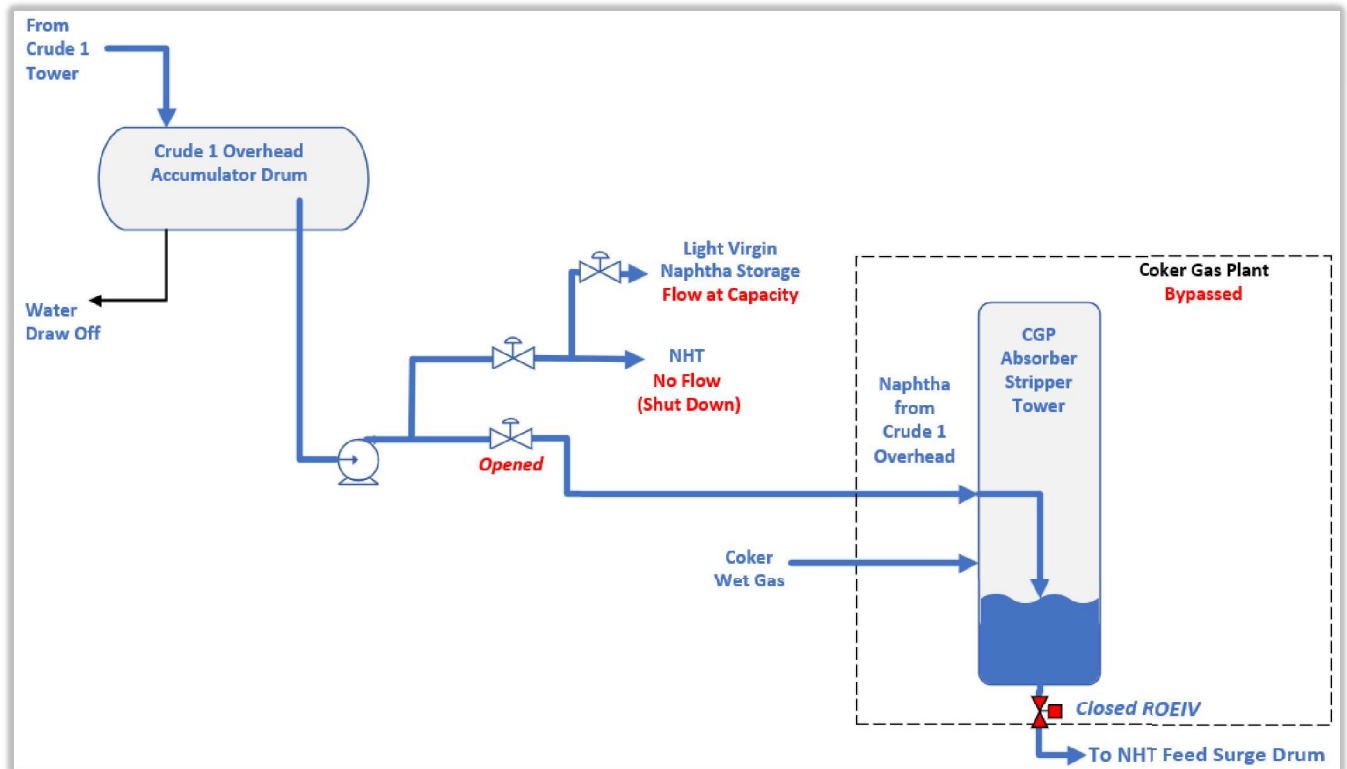 From
Crude 1
Tower
Crude 1 Overhead
Accumulator Drum
Water
Draw Off
Light Virgin
Naphtha Storage
Flow at Capacity
NHT
No Flow
(Shut Down)
Opened
Coker Gas Plant
Bypassed
CGP
Absorber
Stripper
Tower
Naphtha
from
Crude 1
Overhead
Coker
Wet Gas
Closed ROEIV
To NHT Feed Surge Drum